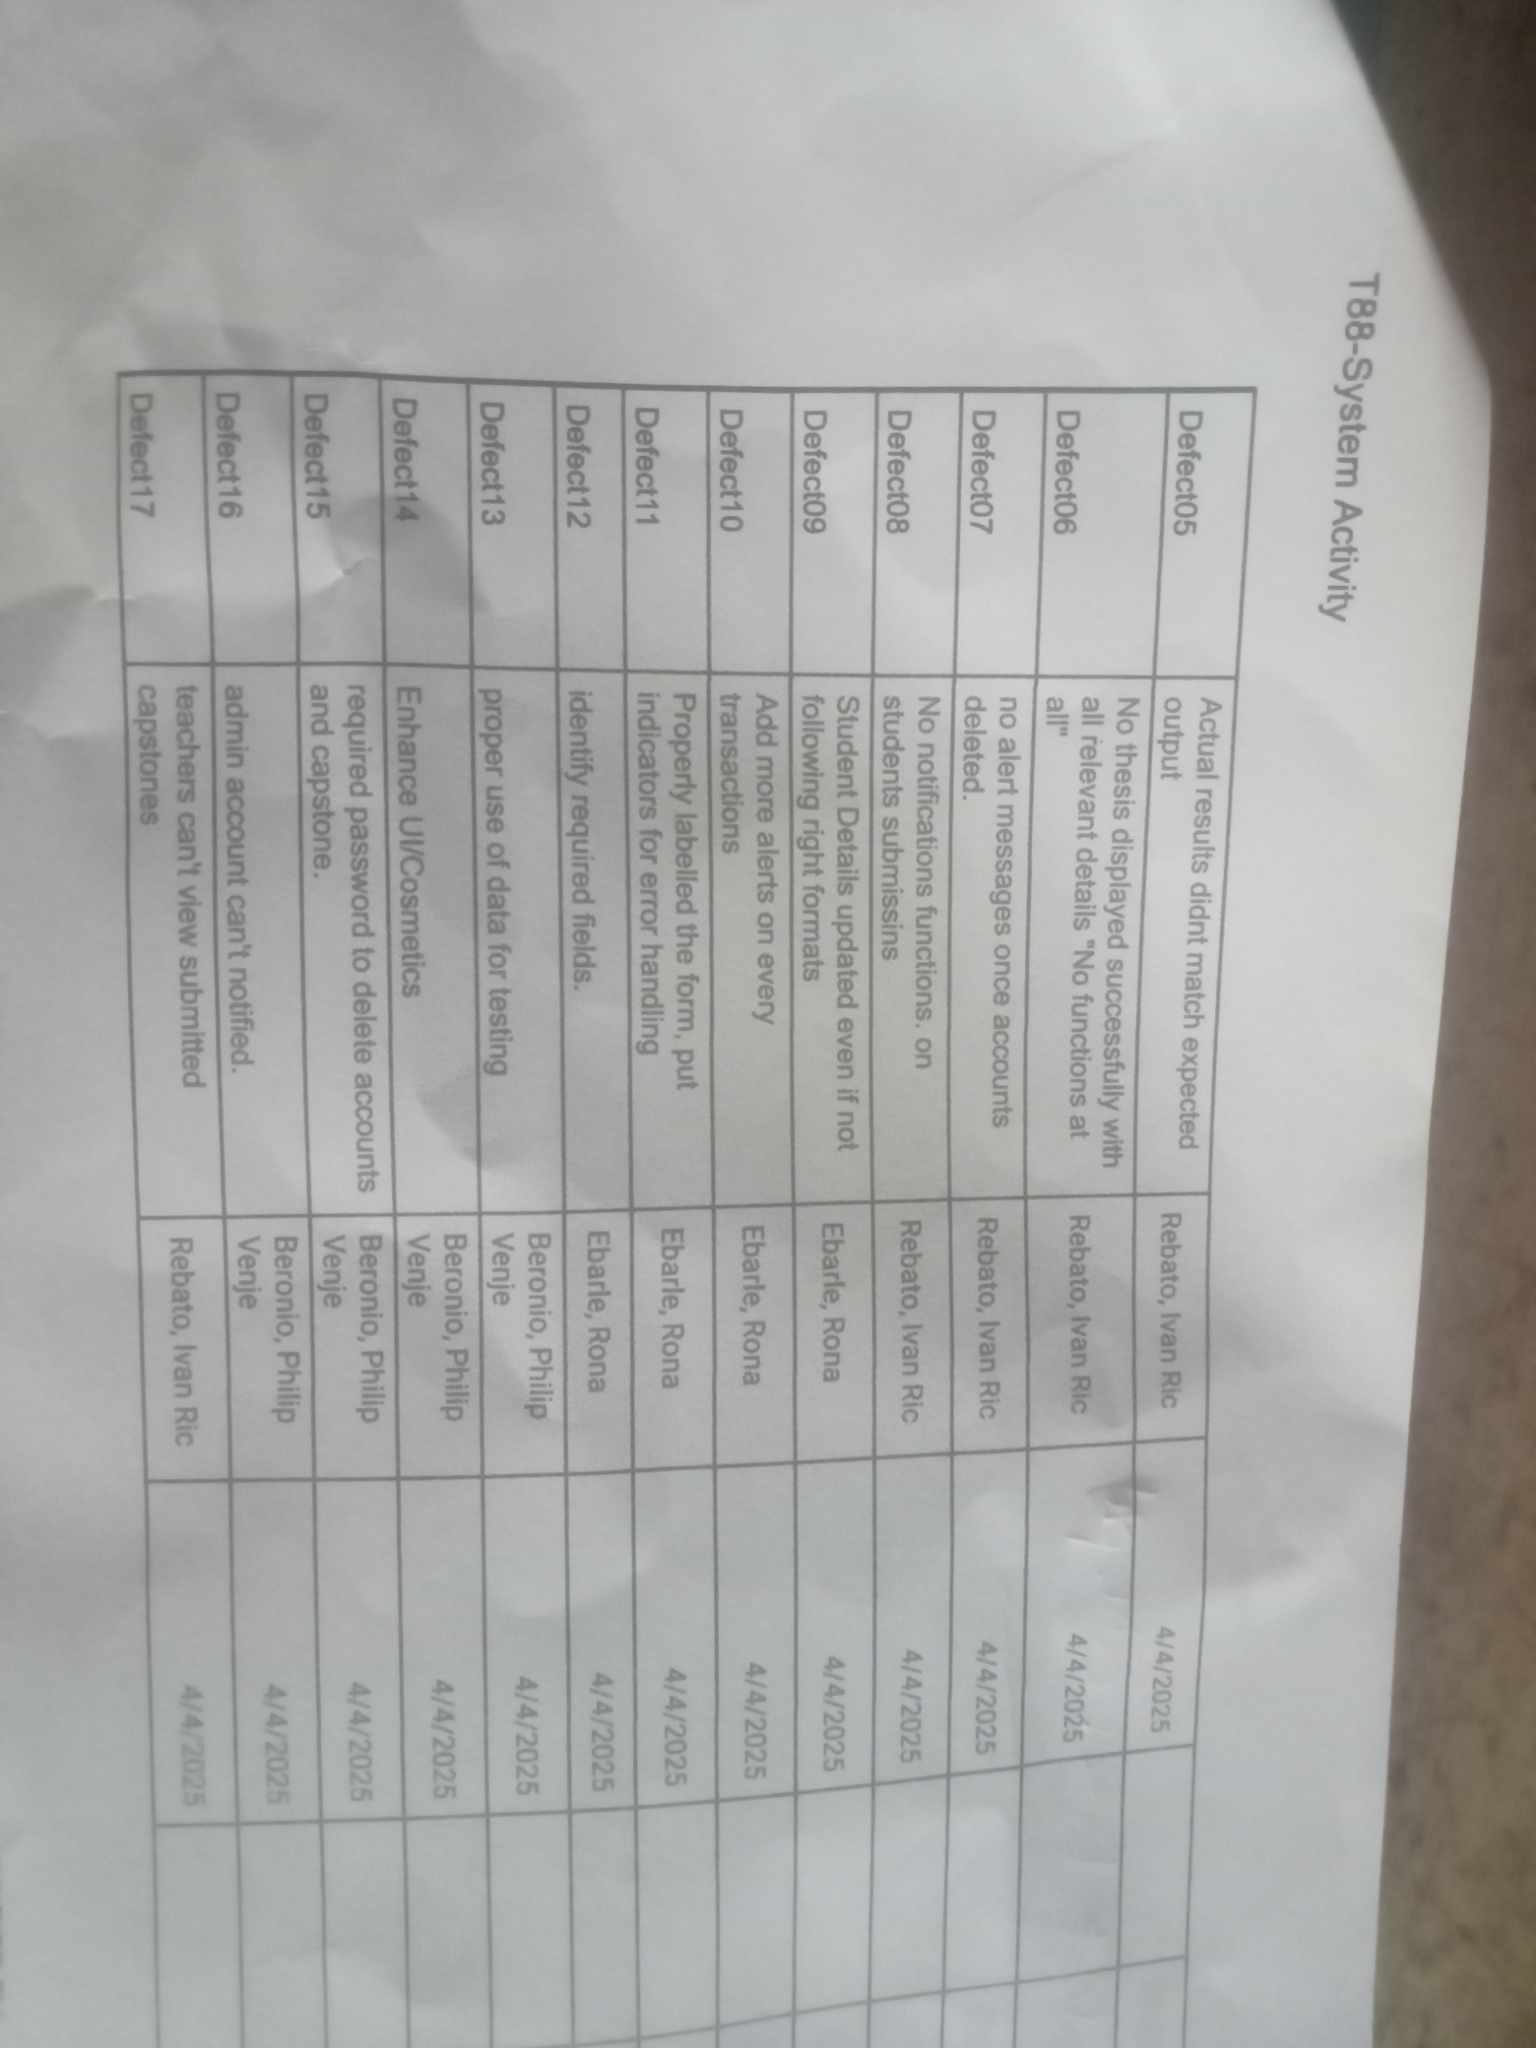 T88-System Activity
Defect05
Actual results didnt match expected
output
Rebato, Ivan Ric
4/4/2025
Defect06
No thesis displayed successfully with
all relevant details "No functions at
all"
Rebato, Ivan Ric
4/4/2025
Defect07
no alert messages once accounts
deleted.
Rebato, Ivan Ric
4/4/2025
Defect08
No notifications functions. on
students submissins
Rebato, Ivan Ric
4/4/2025
Defect09
Student Details updated even if not
following right formats
Ebarle, Rona
4/4/2025
Defect10
Add more alerts on every
transactions
Ebarle, Rona
4/4/2025
Defect11
Properly labelled the form, put
indicators for error handling
Ebarle, Rona
4/4/2025
Defect12
identify required fields.
Ebarle, Rona
4/4/2025
Defect13
proper use of data for testing
Beronio, Philip
Venje
4/4/2025
Defect14
Enhance UI/Cosmetics
Beronio, Philip
Venje
4/4/2025
Defect15
required password to delete accounts
and capstone.
Beronio, Philip
Venje
4/4/2025
Defect16
admin account can't notified.
Beronio, Philip
Venje
4/4/2025
Defect17
teachers can't view submitted
capstones
Rebato, Ivan Ric
4/4/2025